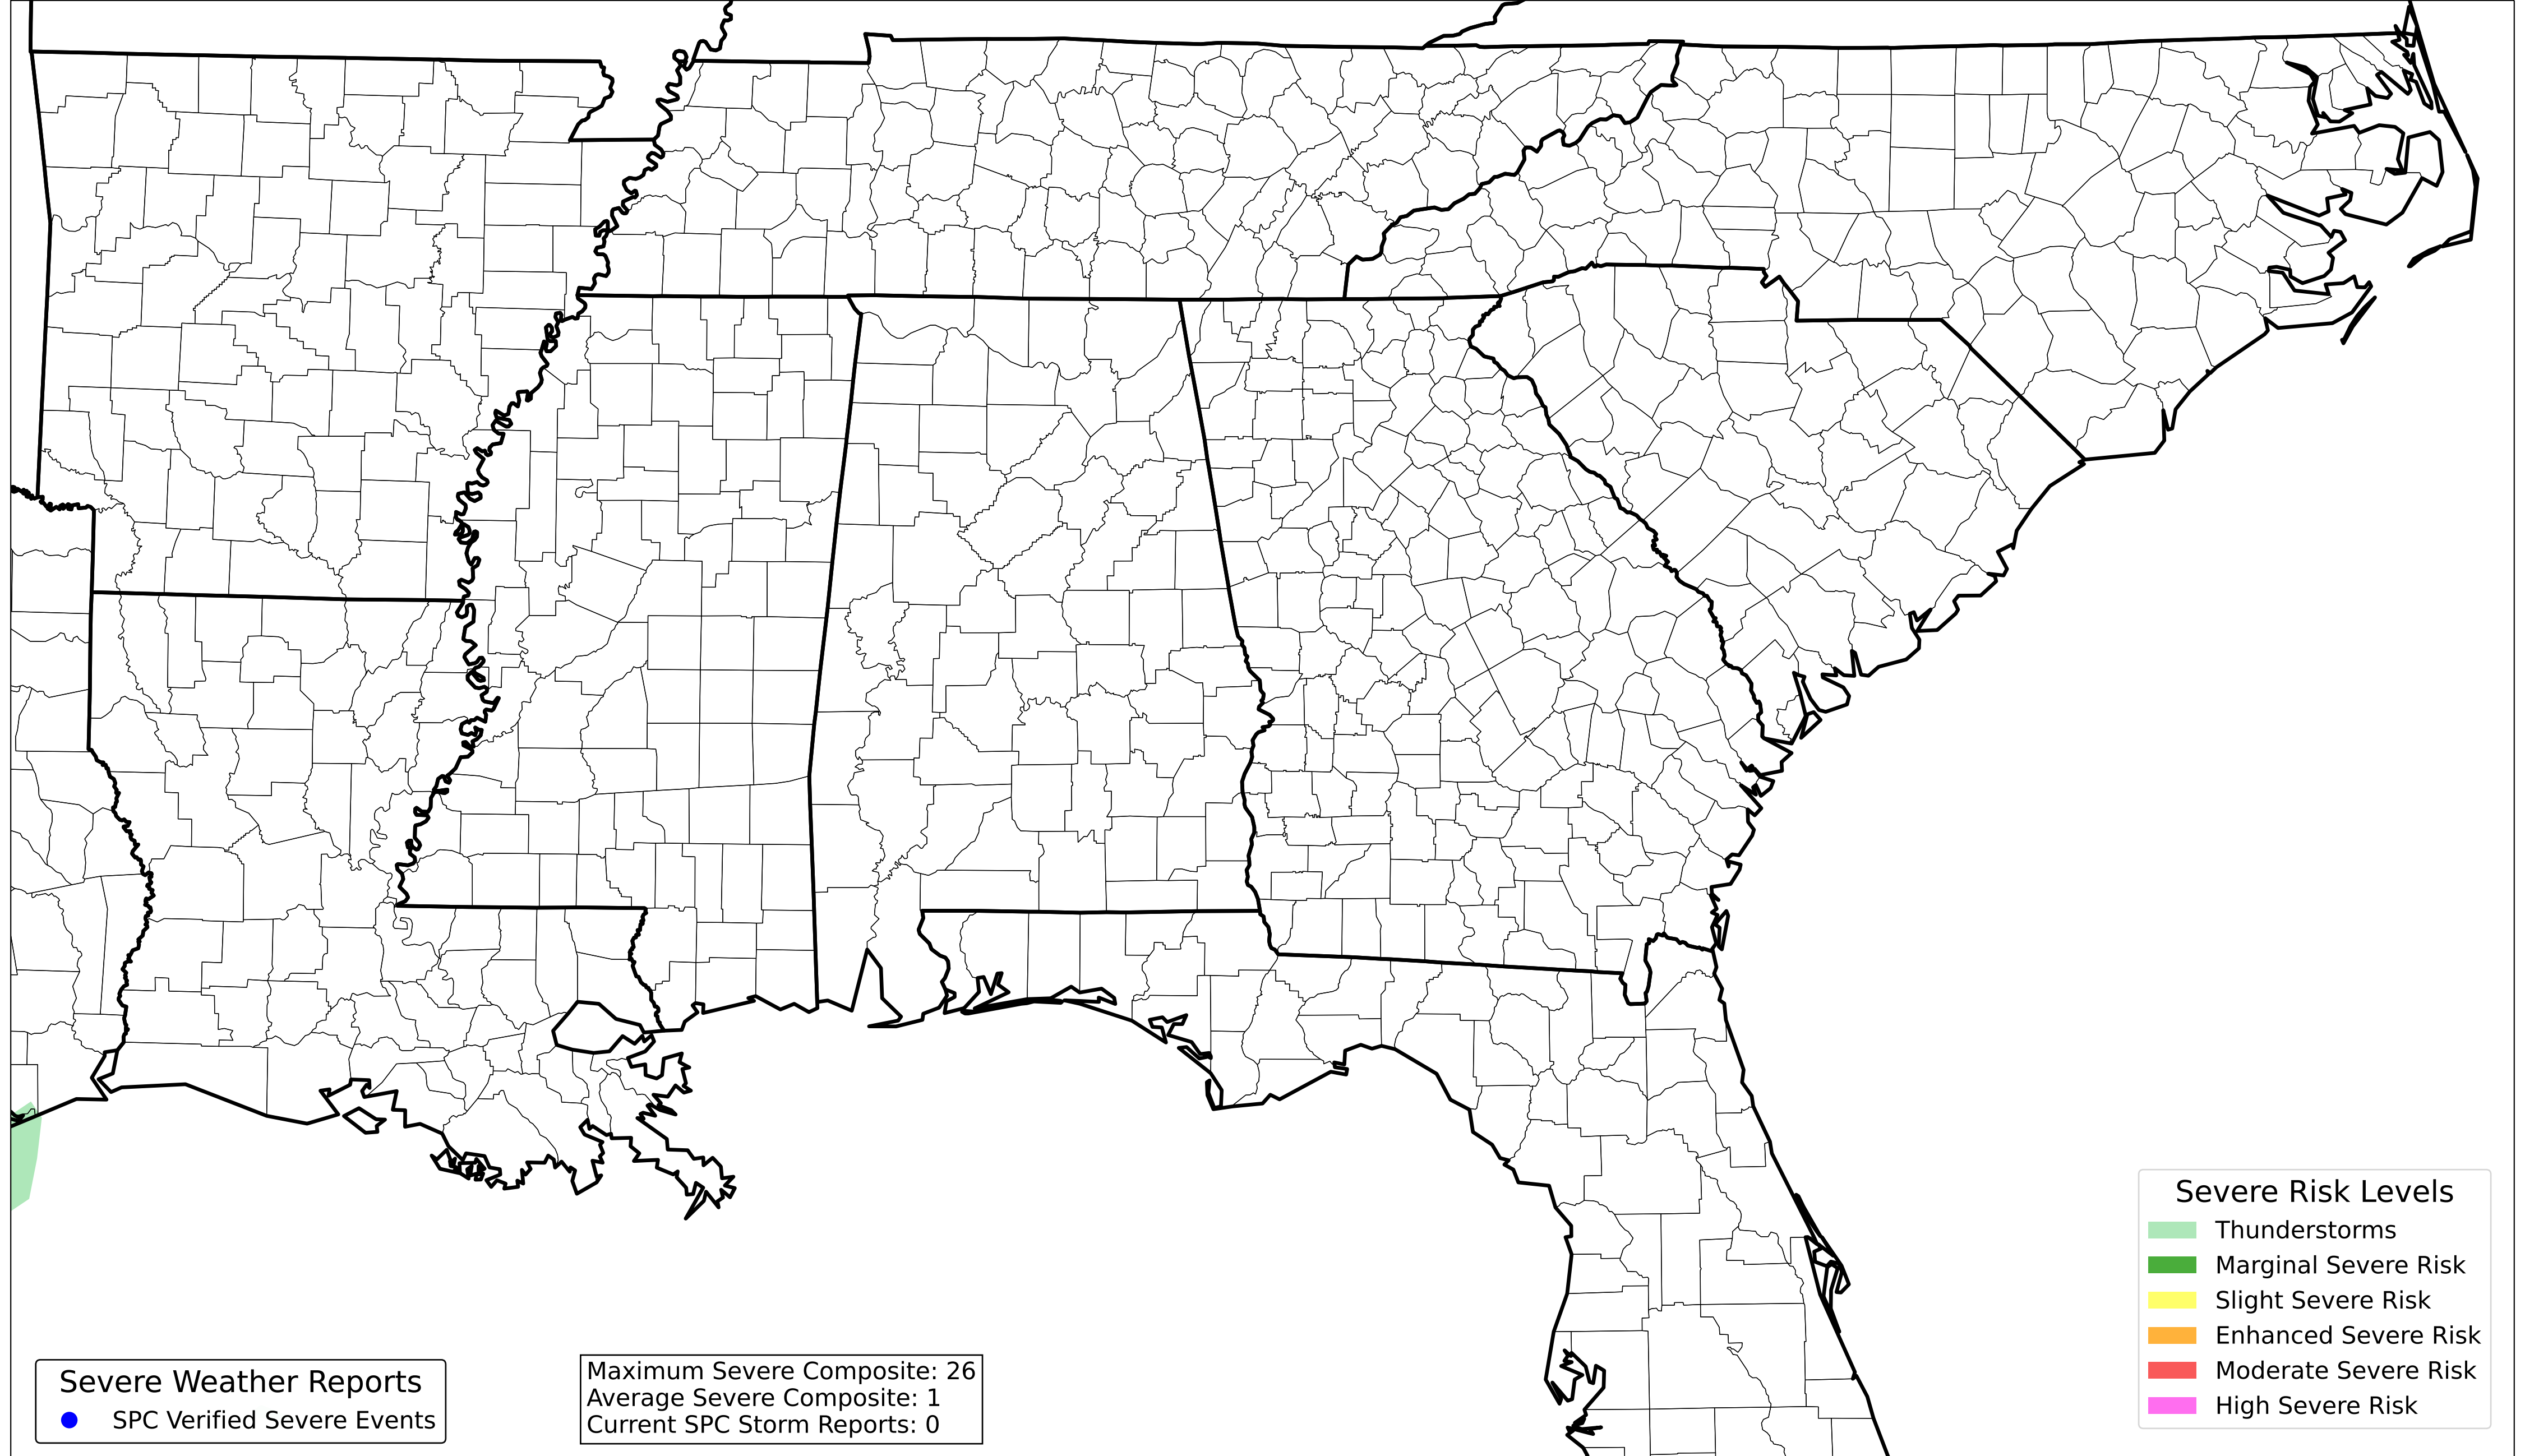 Severe Risk Levels
Thunderstorms
Marginal Severe Risk
Slight Severe Risk
Enhanced Severe Risk
Moderate Severe Risk
High Severe Risk
Severe Weather Reports
SPC Verified Severe Events
Maximum Severe Composite: 26
Average Severe Composite: 1
Current SPC Storm Reports: 0